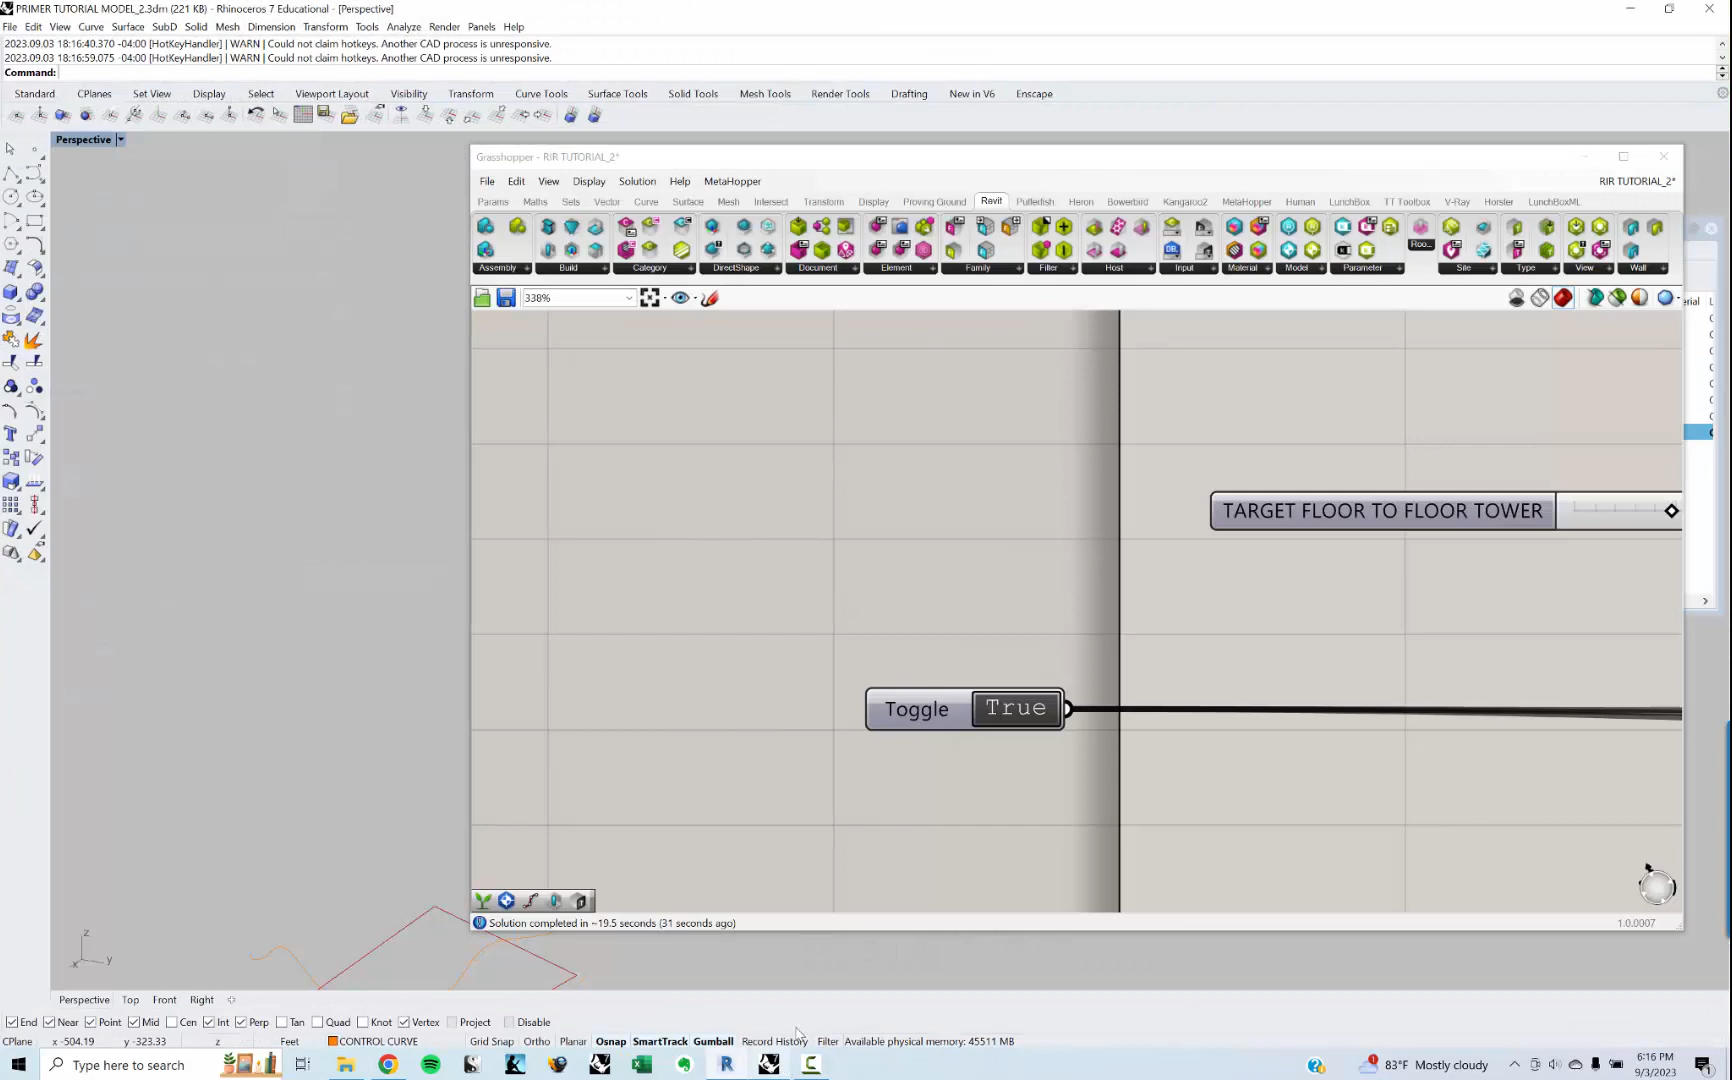 PRIMER TUTORIAL MODEL_2.3dm (221 KB) - Rhinoceros 7 Educational - [Perspective]
File Edit View Curve Surface SubD Solid Mesh Dimension Transform Tools Analyze Render Panels Help
2023.09.03 18:16:40.370 -04:00 [HotKeyHandler] | WARN | Could not claim hotkeys. Another CAD process is unresponsive.
2023.09.03 18:16:59.075 -04:00 [HotKeyHandler] | WARN | Could not claim hotkeys. Another CAD process is unresponsive.
Command:
Standard CPlanes Set View Display Select Viewport Layout Visibility Transform Curve Tools Surface Tools Solid Tools Mesh Tools Render Tools Drafting New in V6 Enscape
Perspective
Grasshopper - RIR TUTORIAL_2*
File Edit View Display Solution Help MetaHopper RIR TUTORIAL_2*
Params Maths Sets Vector Curve Surface Mesh Intersect Transform Display Proving Ground Revit Pufferfish Heron Bowerbird Kangaroo2 MetaHopper Human LunchBox TT Toolbox V-Ray Horster LunchBoxML
Roo...
Assembly Build Category DirectShape Document Element Family Filter Host Input Material Model Parameter Site Type View Wall
338%
erial
TARGET FLOOR TO FLOOR TOWER
Toggle True
Solution completed in ~19.5 seconds (31 seconds ago) 1.0.0007
z
x y
Perspective Top Front Right
End Near Point Mid Cen Int Perp Tan Quad Knot Vertex Project Disable
CPlane x -504.19 y -323.33 z Feet CONTROL CURVE Grid Snap Ortho Planar Osnap SmartTrack Gumball Record History Filter Available physical memory: 45511 MB
Type here to search 83°F Mostly cloudy 6:16 PM
9/3/2023